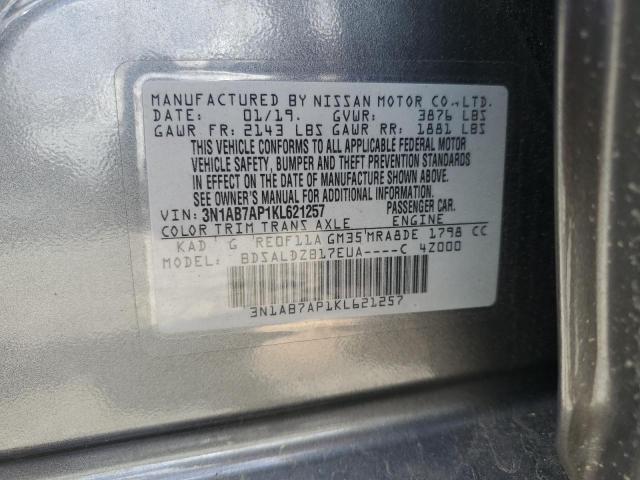 MANUFACTURED BY NISSAN MOTOR CO.,LTD.
DATE: 01/19. GVWR: 3876 LBS
GAWR FR: 2143 LBS GAWR RR: 1881 LBS
THIS VEHICLE CONFORMS TO ALL APPLICABLE FEDERAL MOTOR
VEHICLE SAFETY, BUMPER AND THEFT PREVENTION STANDARDS
IN EFFECT ON THE DATE OF MANUFACTURE SHOWN ABOVE.
SEE OWNER'S MANUAL FOR ADDITIONAL INFORMATION.
VIN: 3N1AB7AP1KL621257 PASSENGER CAR.
COLOR TRIM TRANS AXLE ENGINE
KAD G RE0F11A GM35 MRA8DE 1798 CC
MODEL: BDSALDZB17EUA----C 4Z000
3N1AB7AP1KL621257